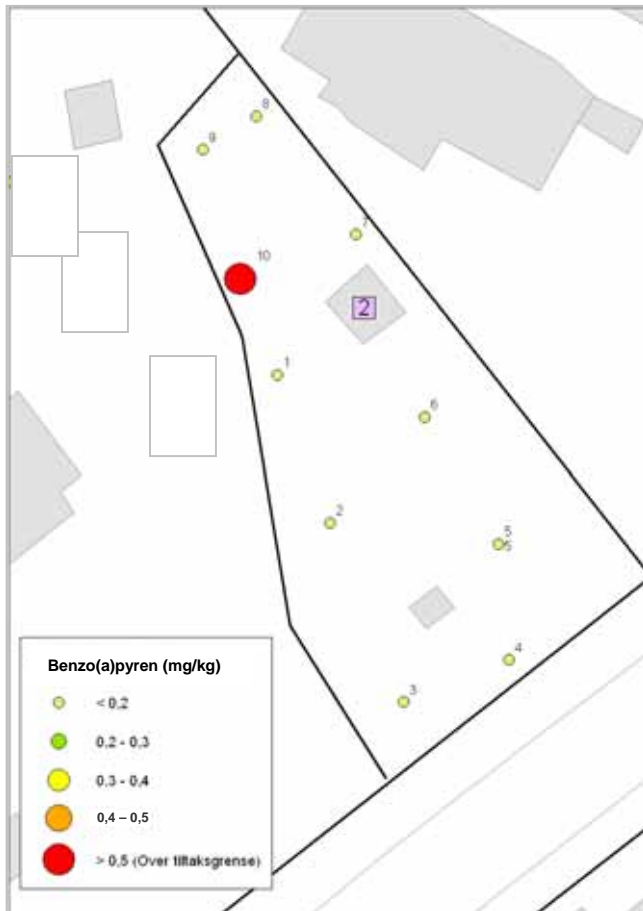 8
9
7
10
2
1
6
2
5
5
4
3
Benzo(a)pyren (mg/kg)
< 0,2
0,2 - 0,3
0,3 - 0,4
0,4 – 0,5
> 0,5 (Over tiltaksgrense)